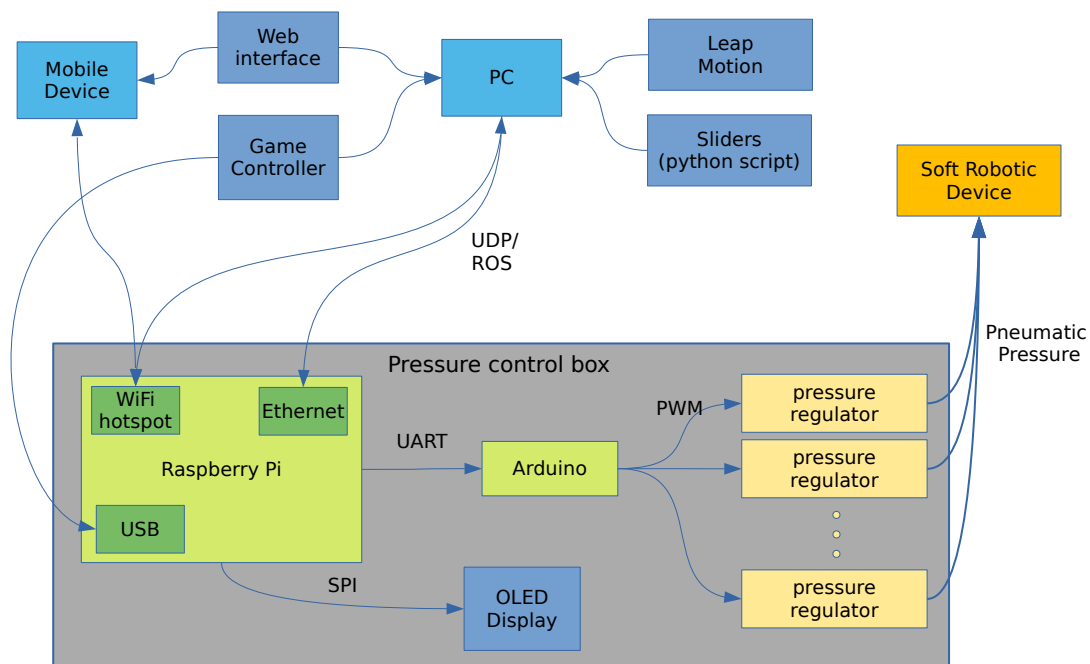 Web
interface
Mobile
Device
PC
Leap
Motion
Game
Controller
Sliders
(python script)
Soft Robotic
Device
UDP/
ROS
Pneumatic
Pressure
Pressure control box
WiFi
hotspot
Ethernet
Raspberry Pi
USB
UART
Arduino
PWM
pressure
regulator
pressure
regulator
pressure
regulator
SPI
OLED
Display